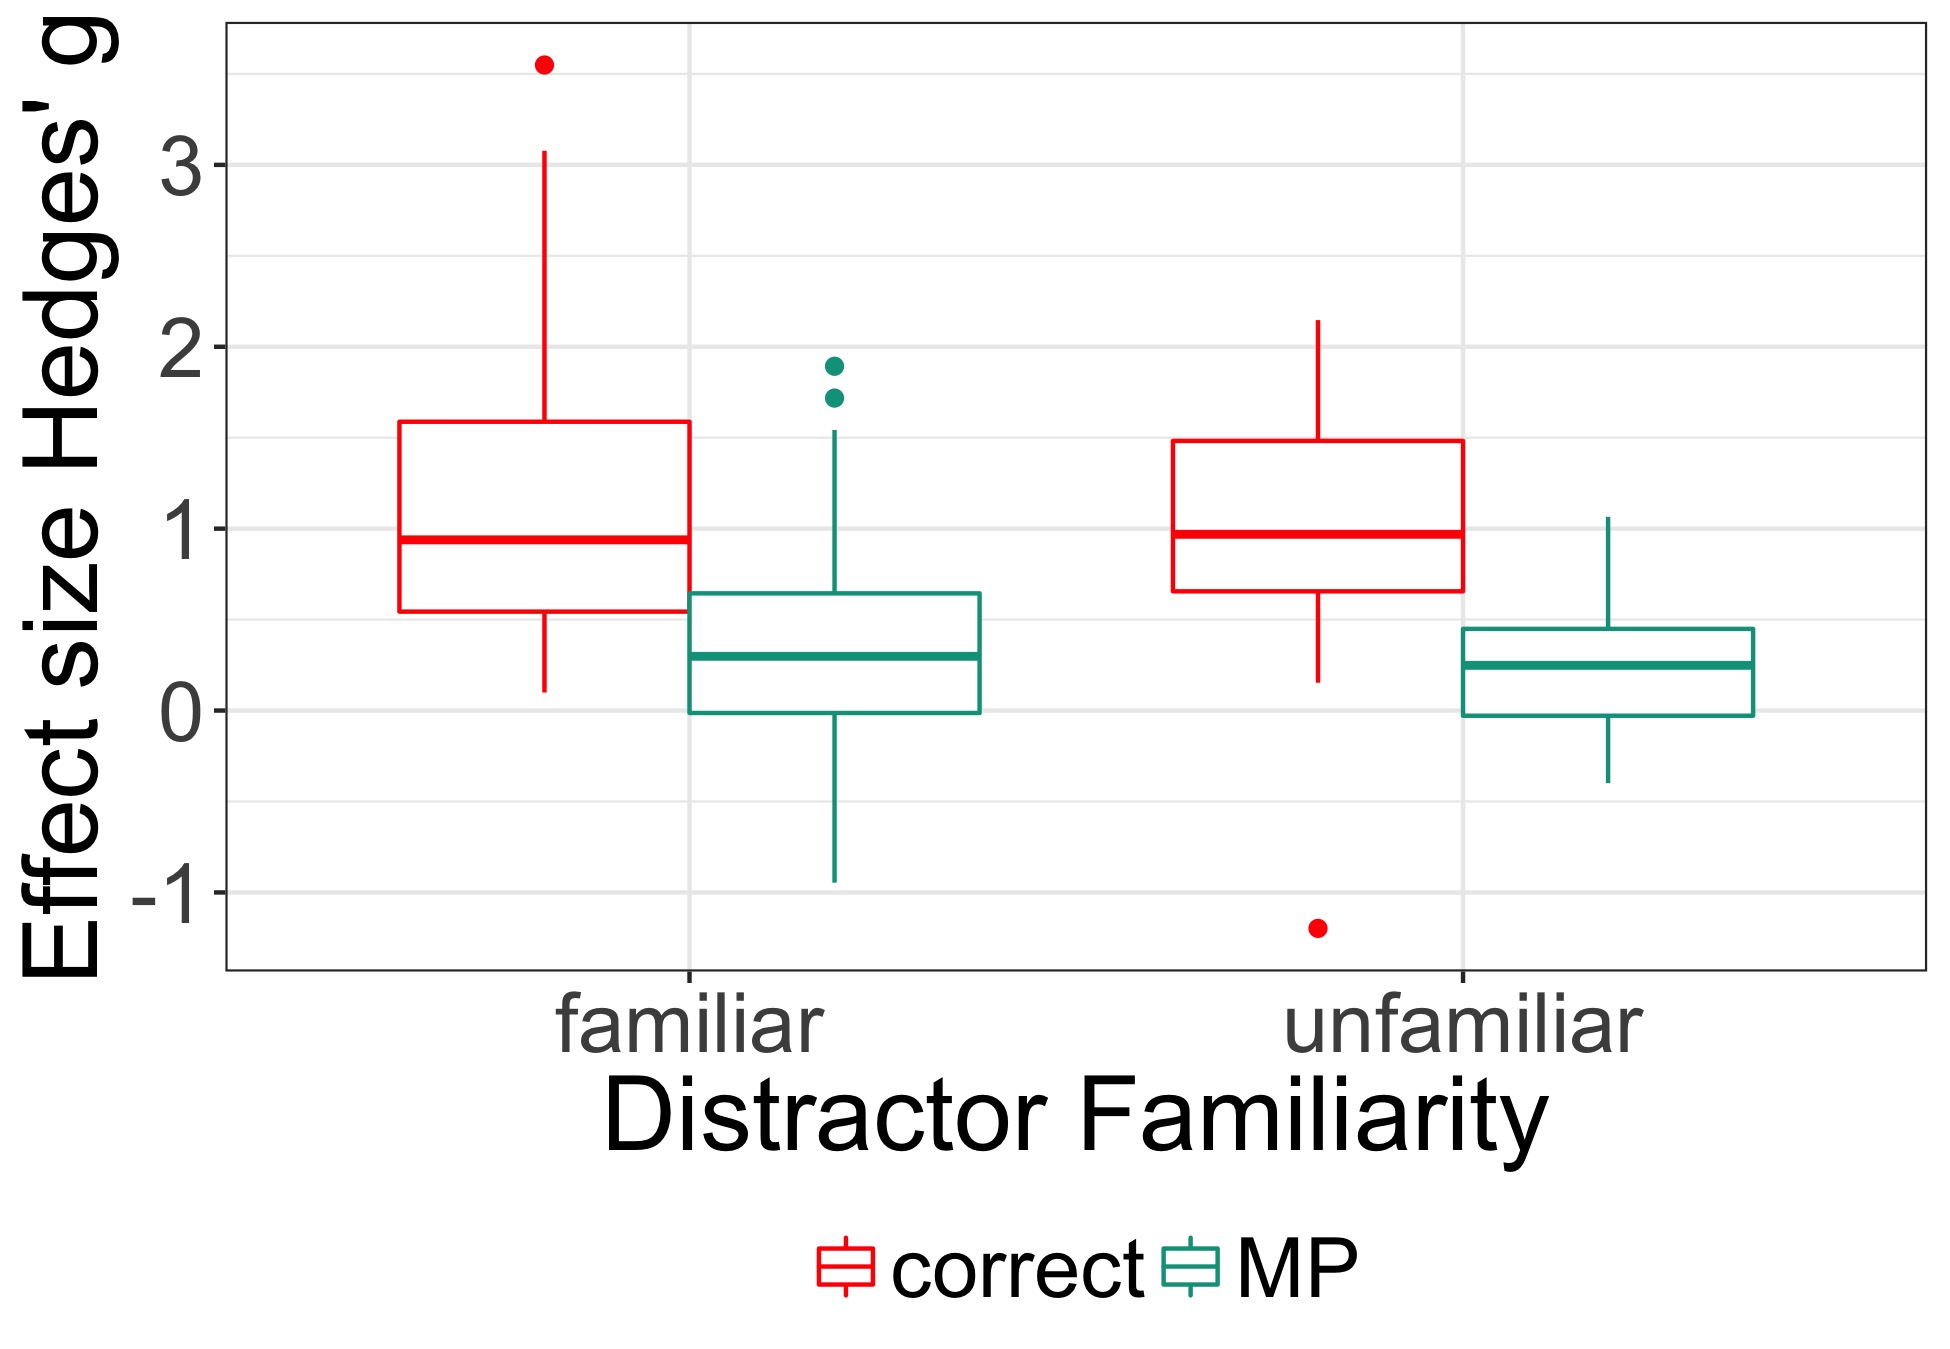 Effect size Hedges' g
3
2
1
0
-1
familiar unfamiliar
Distractor Familiarity
correct MP